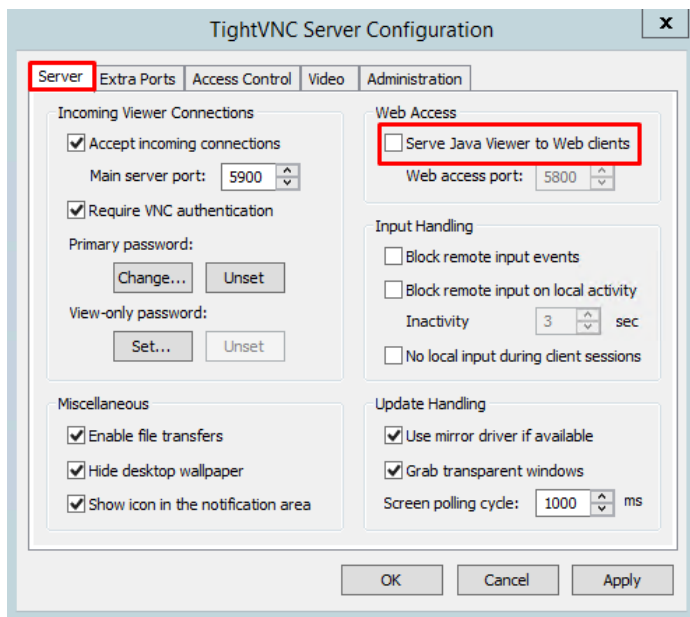 TightVNC Server Configuration
x
Server
Extra Ports
Access Control
Video
Administration
Incoming Viewer Connections
Accept incoming connections
Main server port: 5900
Require VNC authentication
Primary password:
Change... Unset
View-only password:
Set... Unset
Web Access
Serve Java Viewer to Web clients
Web access port: 5800
Input Handling
Block remote input events
Block remote input on local activity
Inactivity 3 sec
No local input during client sessions
Miscellaneous
Enable file transfers
Hide desktop wallpaper
Show icon in the notification area
Update Handling
Use mirror driver if available
Grab transparent windows
Screen polling cycle: 1000 ms
OK Cancel Apply